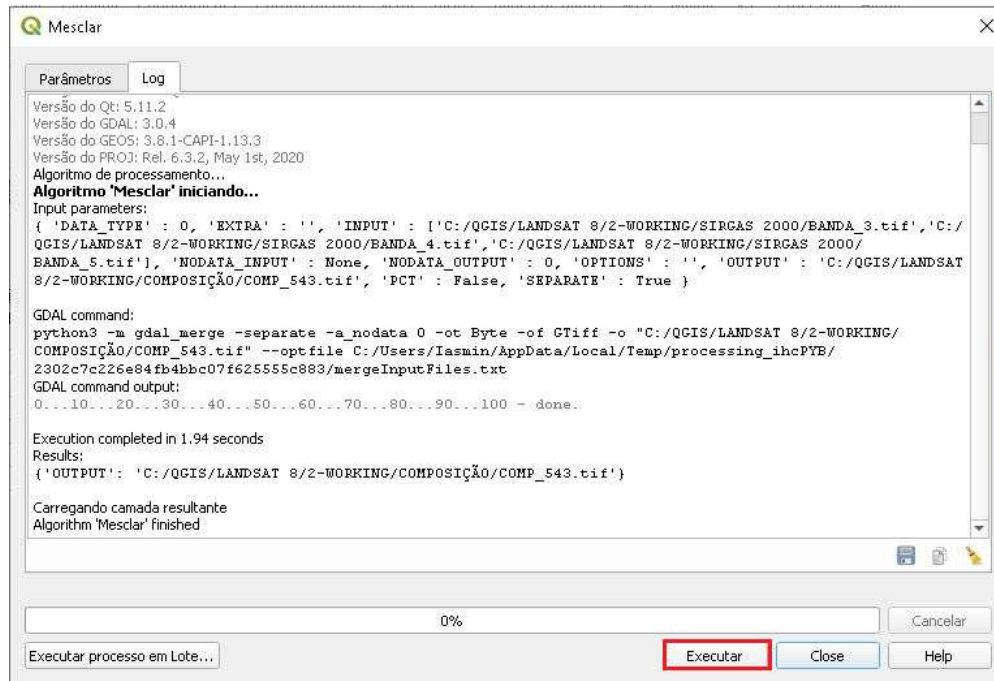 Mesclar
Parâmetros Log
Versão do Qt: 5.11.2
Versão do GDAL: 3.0.4
Versão do GEOS: 3.8.1-CAPI-1.13.3
Versão do PROJ: Rel. 6.3.2, May 1st, 2020
Algoritmo de processamento...
Algoritmo 'Mesclar' iniciando...
Input parameters:
{ 'DATA_TYPE' : 0, 'EXTRA' : '', 'INPUT' : ['C:/QGIS/LANDSAT 8/2-WORKING/SIRGAS 2000/BANDA_3.tif','C:/
QGIS/LANDSAT 8/2-WORKING/SIRGAS 2000/BANDA_4.tif','C:/QGIS/LANDSAT 8/2-WORKING/SIRGAS 2000/
BANDA_5.tif'], 'NODATA_INPUT' : None, 'NODATA_OUTPUT' : 0, 'OPTIONS' : '', 'OUTPUT' : 'C:/QGIS/LANDSAT
8/2-WORKING/COMPOSIÇÃO/COMP_543.tif', 'PCT' : False, 'SEPARATE' : True }
GDAL command:
python3 -m gdal_merge -separate -a_nodata 0 -ot Byte -of GTiff -o "C:/QGIS/LANDSAT 8/2-WORKING/
COMPOSIÇÃO/COMP_543.tif" --optfile C:/Users/Iasmin/AppData/Local/Temp/processing_ihcPYB/
2302c7c226e84fb4bbc07f625555c883/mergeInputFiles.txt
GDAL command output:
0...10...20...30...40...50...60...70...80...90...100 - done.
Execution completed in 1.94 seconds
Results:
{'OUTPUT': 'C:/QGIS/LANDSAT 8/2-WORKING/COMPOSIÇÃO/COMP_543.tif'}
Carregando camada resultante
Algorithm 'Mesclar' finished
0% Cancelar
Executar processo em Lote... Executar Close Help